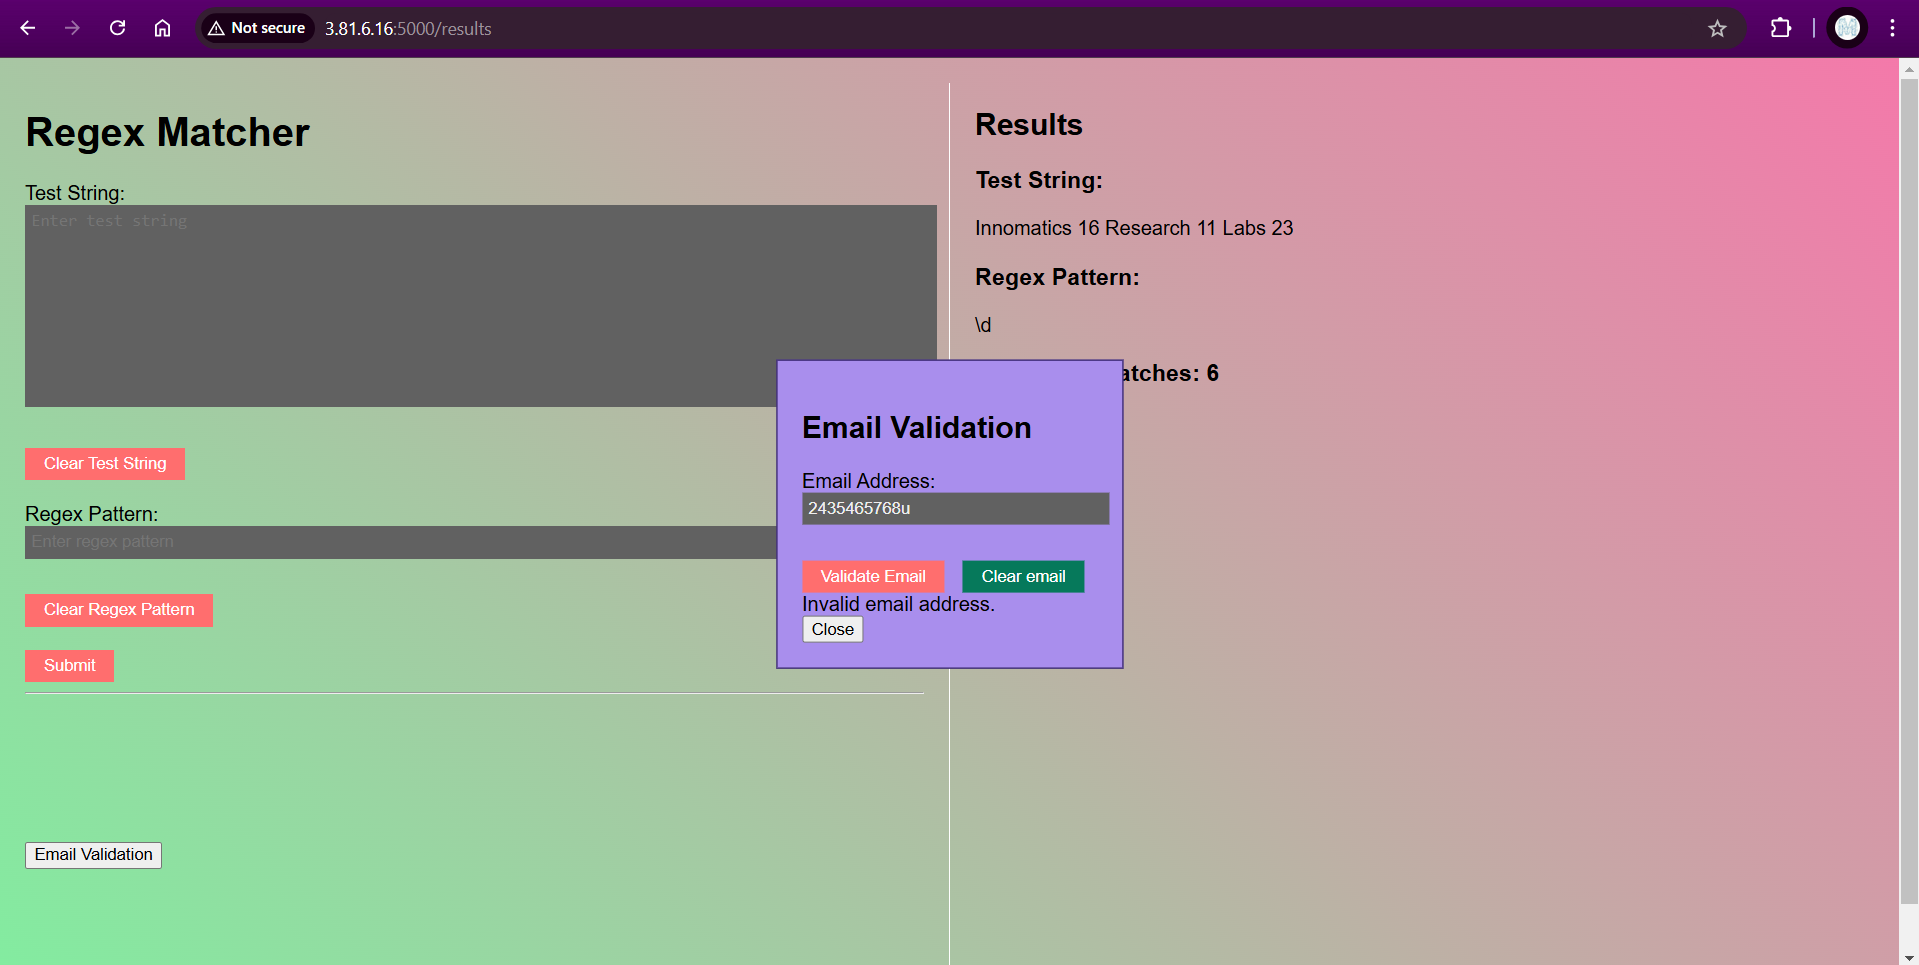 Not secure
3.81.6.16:5000/results
Regex Matcher
Test String:
Enter test string
Clear Test String
Regex Pattern:
Enter regex pattern
Clear Regex Pattern
Submit
Email Validation
Results
Test String:
Innomatics 16 Research 11 Labs 23
Regex Pattern:
\d
atches: 6
Email Validation
Email Address:
2435465768u
Validate Email
Clear email
Invalid email address.
Close